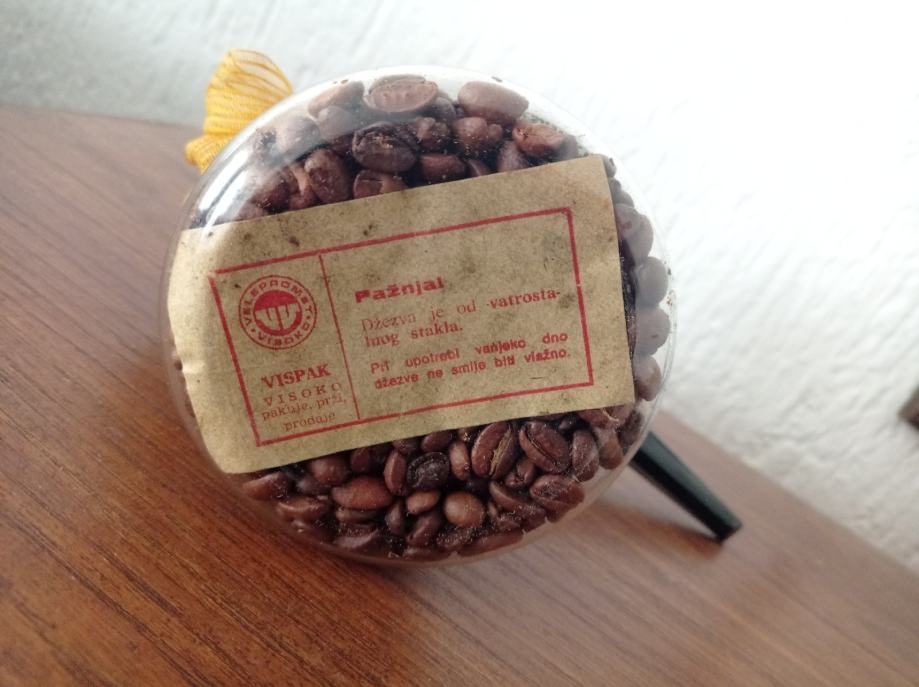 VELEPROMET
VISOKO
VISPAK
VISOKO
pakuje, prži,
prodaje
Pažnja!
Džezva je od vatrosta-
lnog stakla.
Pri upotrebi vanjsko dno
džezve ne smije biti vlažno.